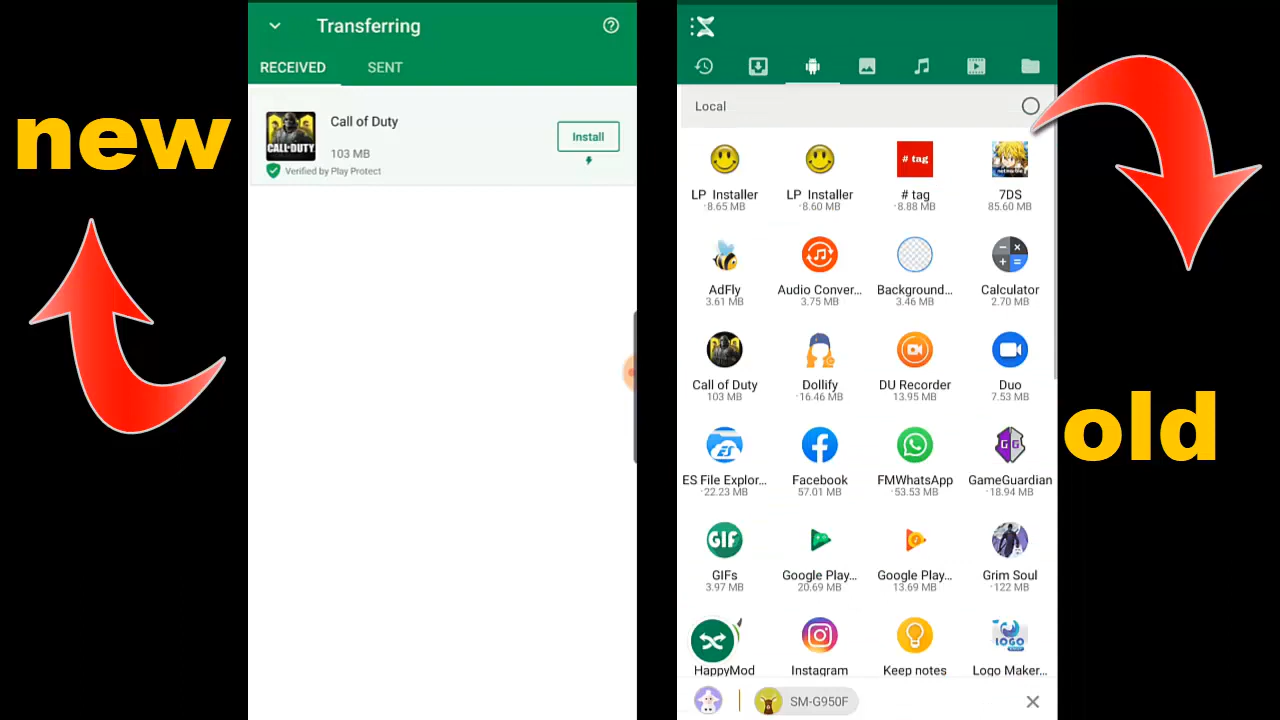 new
Transferring
RECEIVED SENT
Call of Duty
103 MB
Verified by Play Protect
Install
CALL·DUTY
Local
LP Installer LP Installer # tag 7DS
8.65 MB 8.60 MB 8.88 MB 85.60 MB
# tag
AdFly Audio Conver... Background... Calculator
3.61 MB 3.75 MB 3.46 MB 2.70 MB
Call of Duty Dollify DU Recorder Duo
103 MB 16.46 MB 13.95 MB 7.53 MB
ES File Explor... Facebook FMWhatsApp GameGuardian
22.23 MB 57.01 MB 53.53 MB 18.94 MB
GIF
GIFs Google Play... Google Play... Grim Soul
3.97 MB 20.69 MB 13.69 MB 122 MB
LOGO
HappyMod Instagram Keep notes Logo Maker...
SM-G950F
old